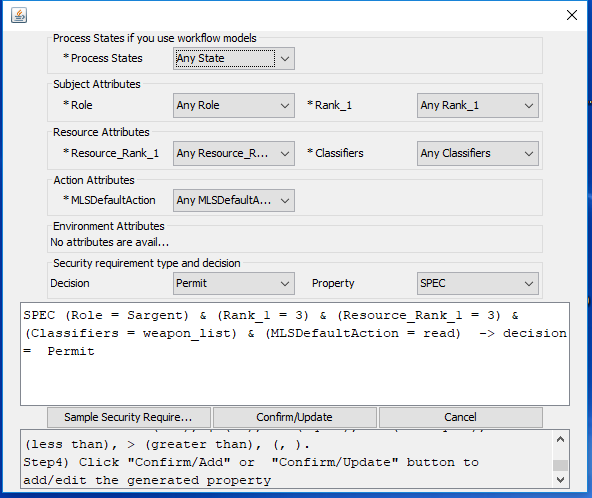 Process States if you use workflow models
* Process States Any State
Subject Attributes
* Role Any Role * Rank_1 Any Rank_1
Resource Attributes
* Resource_Rank_1 Any Resource_R... * Classifiers Any Classifiers
Action Attributes
* MLSDefaultAction Any MLSDefaultA...
Environment Attributes
No attributes are avail...
Security requirement type and decision
Decision Permit Property SPEC
SPEC (Role = Sargent) & (Rank_1 = 3) & (Resource_Rank_1 = 3) &
(Classifiers = weapon_list) & (MLSDefaultAction = read) -> decision
= Permit
Sample Security Require... Confirm/Update Cancel
(less than), > (greater than), (, ).
Step4) Click "Confirm/Add" or "Confirm/Update" button to
add/edit the generated property